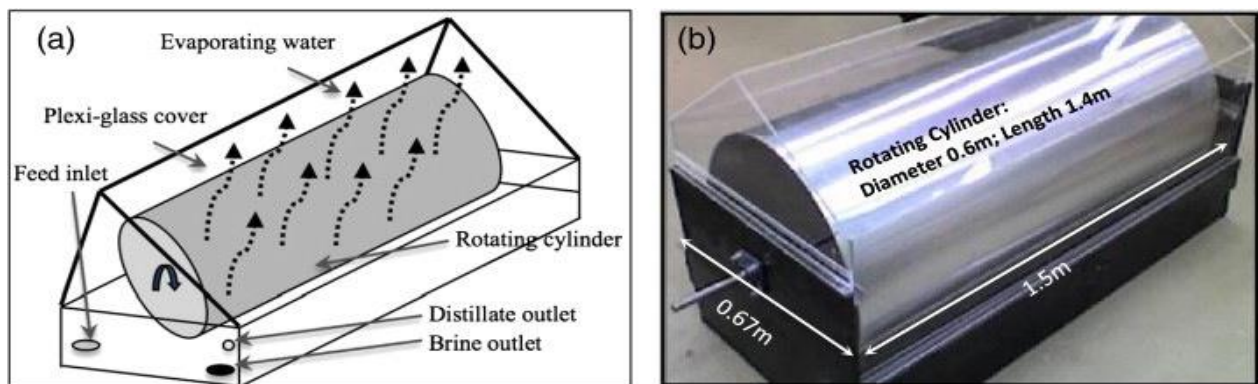 (a)
Evaporating water
Plexi-glass cover
Feed inlet
Rotating cylinder
Distillate outlet
Brine outlet
(b)
Rotating Cylinder:
Diameter 0.6m; Length 1.4m
1.5m
0.67m